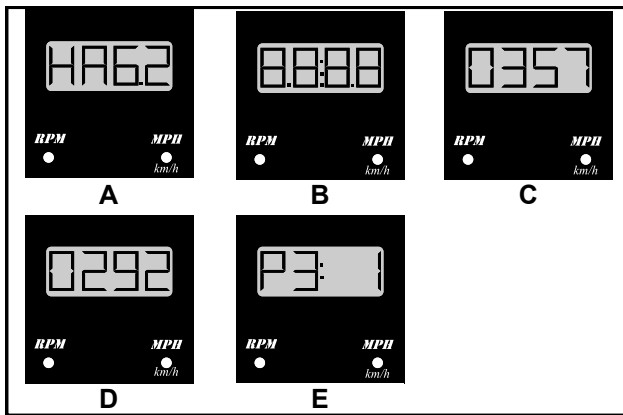 HA6.2 8.8:8.8 0357
RPM MPH RPM MPH RPM MPH
km/h km/h km/h
A B C
0292 P3: 1
RPM MPH RPM MPH
km/h km/h
D E